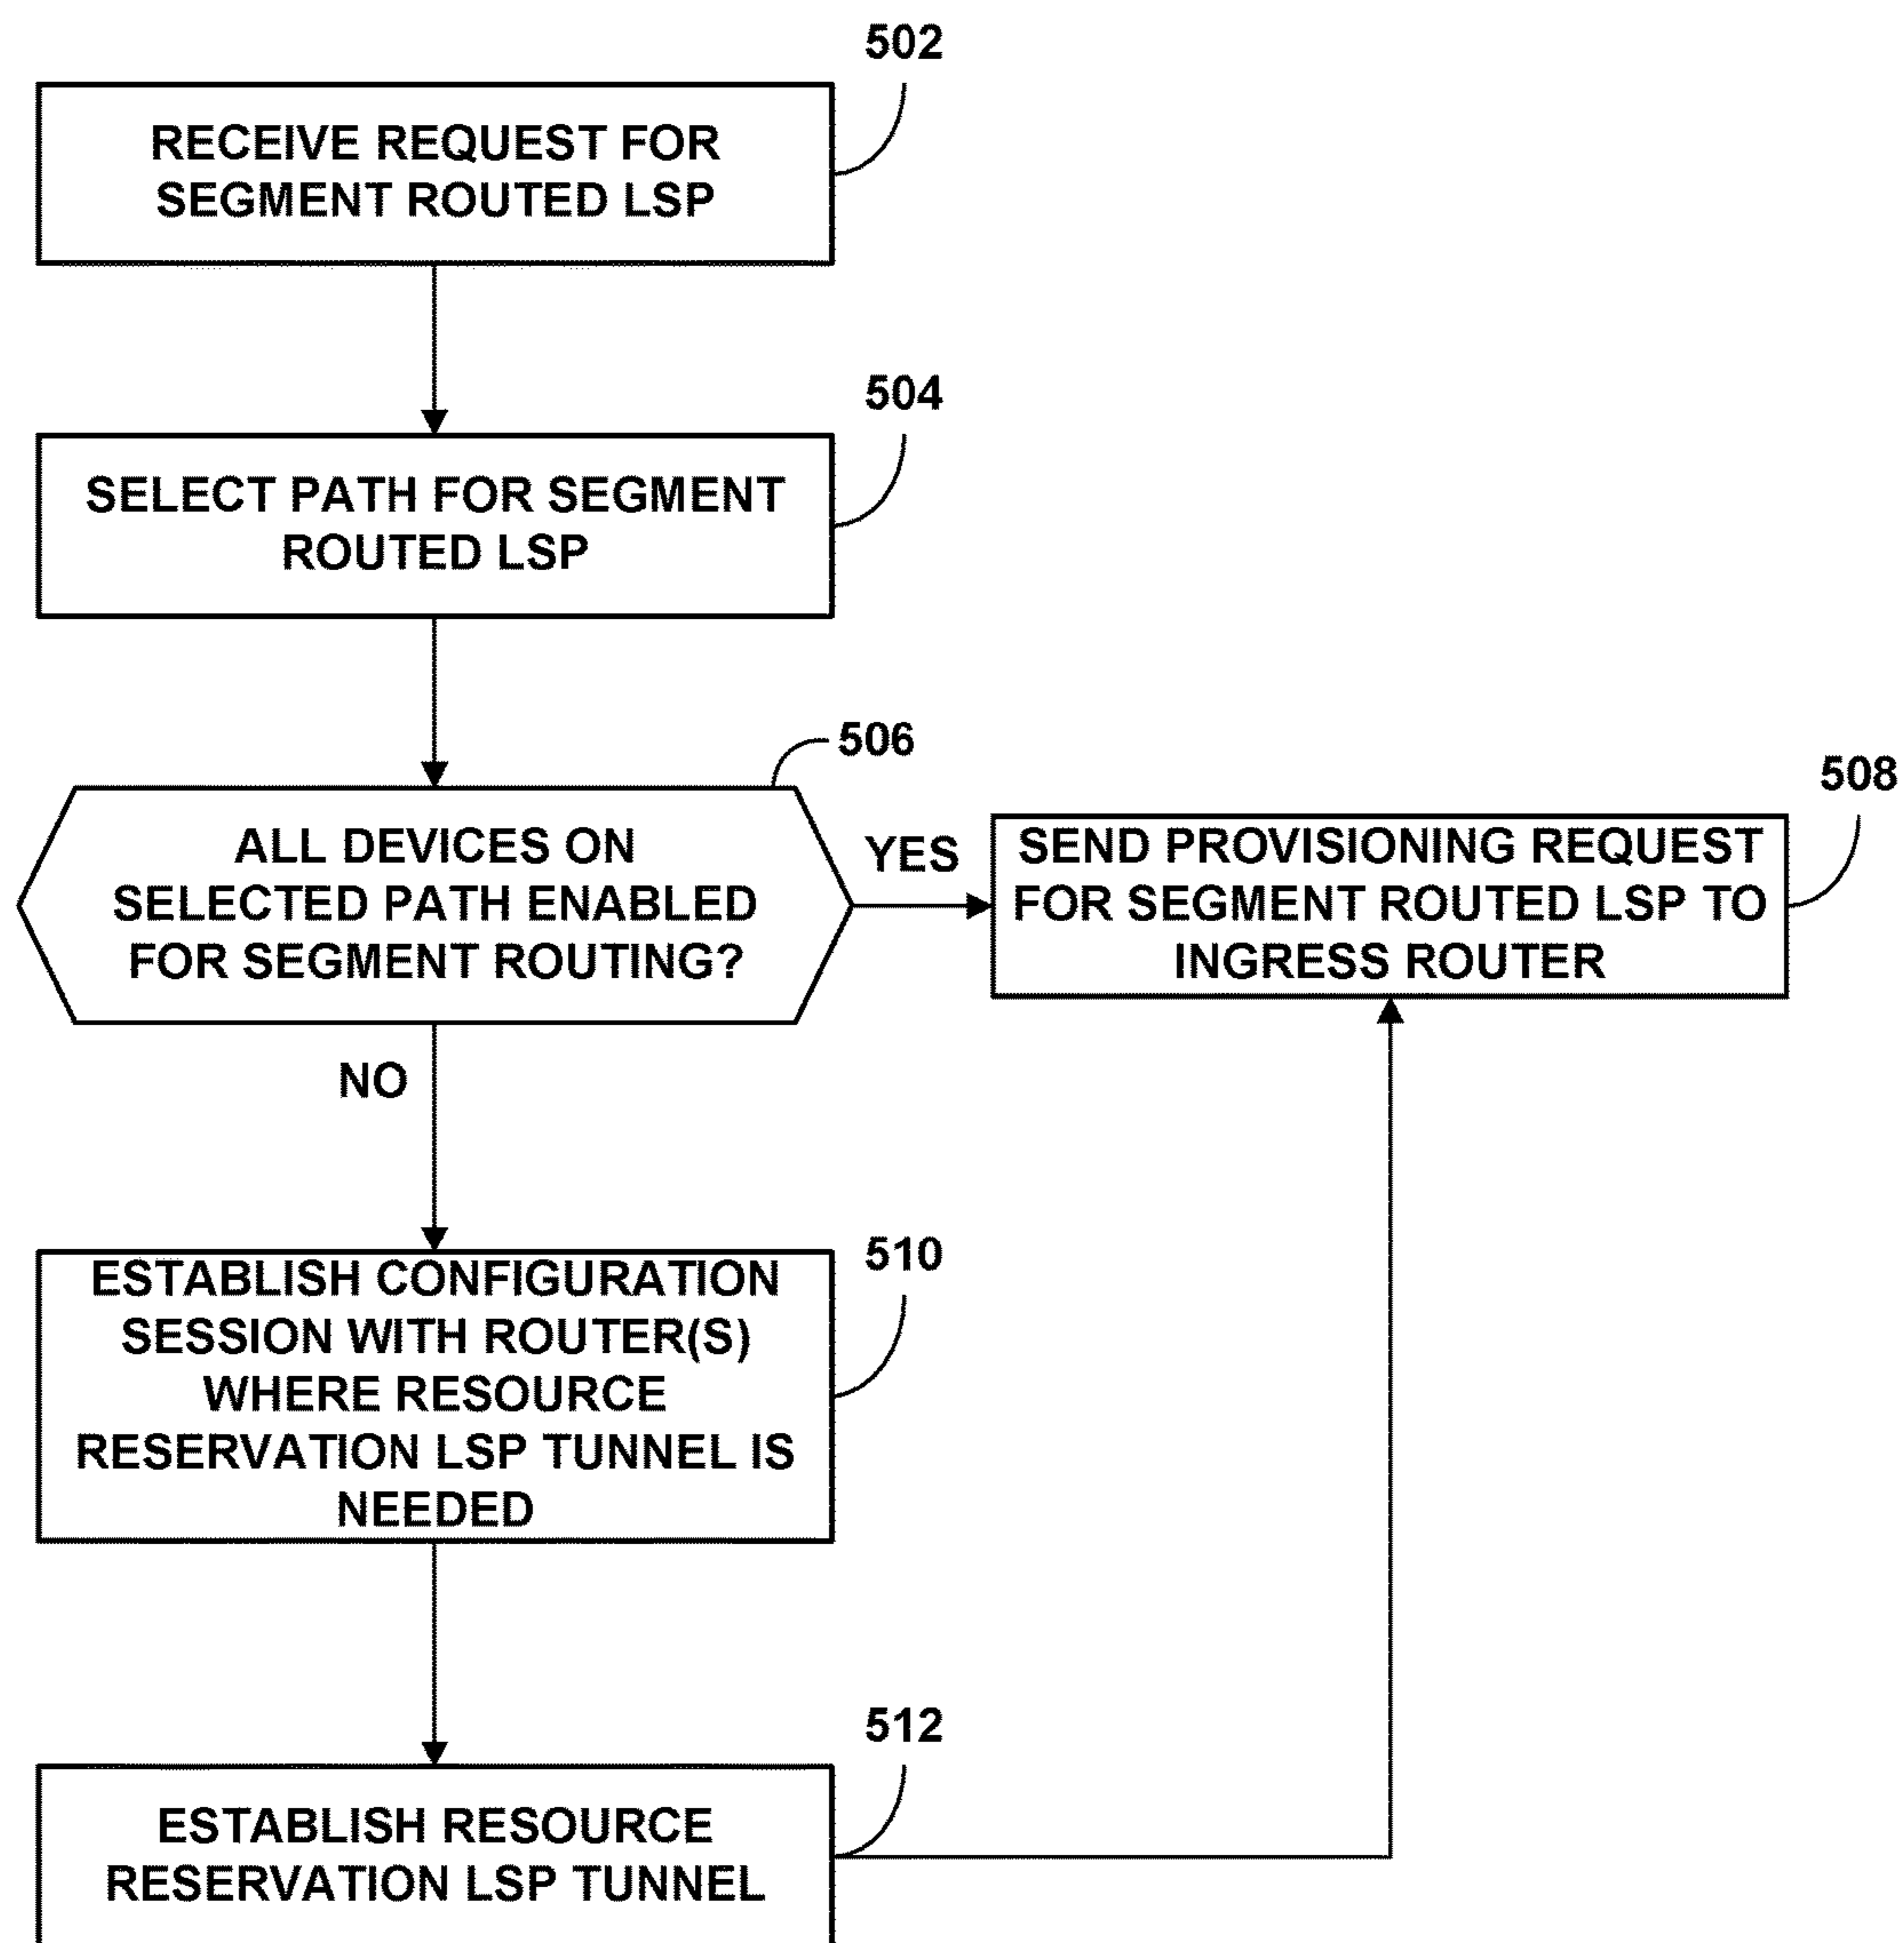 502
RECEIVE REQUEST FOR
SEGMENT ROUTED LSP
504
SELECT PATH FOR SEGMENT
ROUTED LSP
506
ALL DEVICES ON
SELECTED PATH ENABLED
FOR SEGMENT ROUTING?
YES
508
SEND PROVISIONING REQUEST
FOR SEGMENT ROUTED LSP TO
INGRESS ROUTER
NO
510
ESTABLISH CONFIGURATION
SESSION WITH ROUTER(S)
WHERE RESOURCE
RESERVATION LSP TUNNEL IS
NEEDED
512
ESTABLISH RESOURCE
RESERVATION LSP TUNNEL